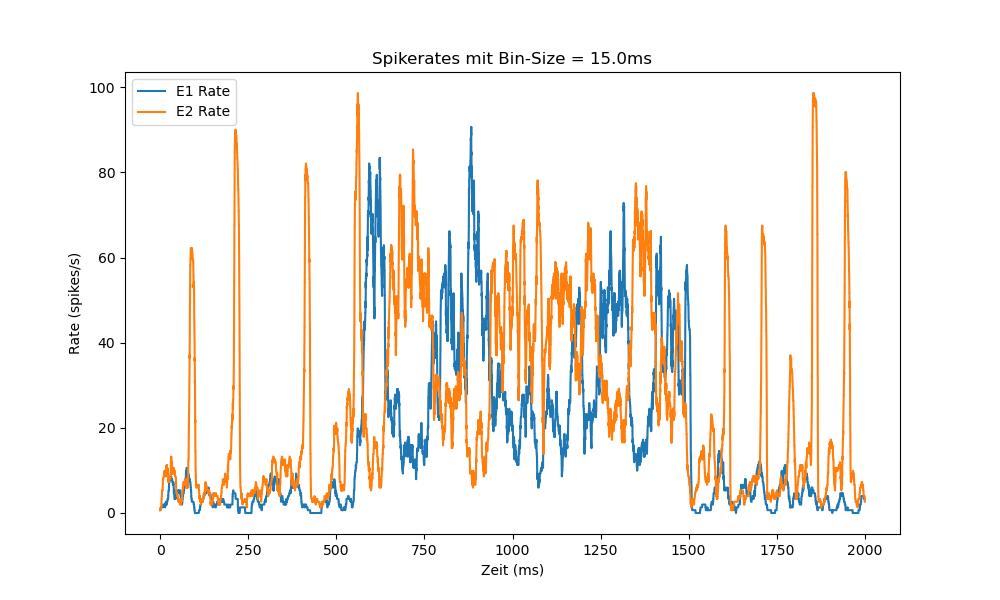 Spikerates mit Bin-Size = 15.0ms
E1 Rate
E2 Rate
100
80
60
40
20
0
Rate (spikes/s)
0 250 500 750 1000 1250 1500 1750 2000
Zeit (ms)